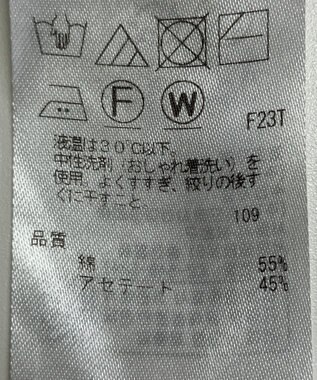 F W
F23T
液温は30℃以下。
中性洗剤（おしゃれ着洗い）を
使用。よくすすぎ、絞りの後す
ぐに干すこと。
109
品質
綿 55%
アセテート 45%